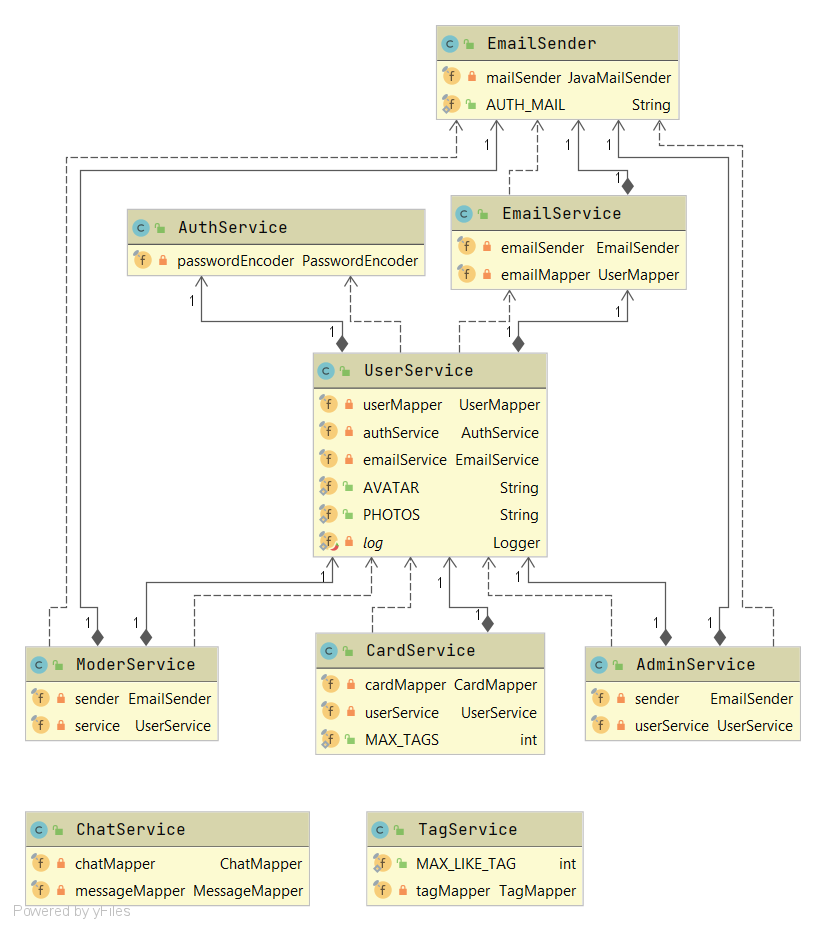 C EmailSender
f mailSender JavaMailSender
f AUTH_MAIL String
1 1 1 1
C AuthService
f passwordEncoder PasswordEncoder
C EmailService
f emailSender EmailSender
f emailMapper UserMapper
1 1
1 1
C UserService
f userMapper UserMapper
f authService AuthService
f emailService EmailService
f AVATAR String
f PHOTOS String
f log Logger
1 1 1
1 1 1 1 1
C ModerService
f sender EmailSender
f service UserService
C CardService
f cardMapper CardMapper
f userService UserService
f MAX_TAGS int
C AdminService
f sender EmailSender
f userService UserService
C ChatService
f chatMapper ChatMapper
f messageMapper MessageMapper
C TagService
f MAX_LIKE_TAG int
f tagMapper TagMapper
Powered by yFiles